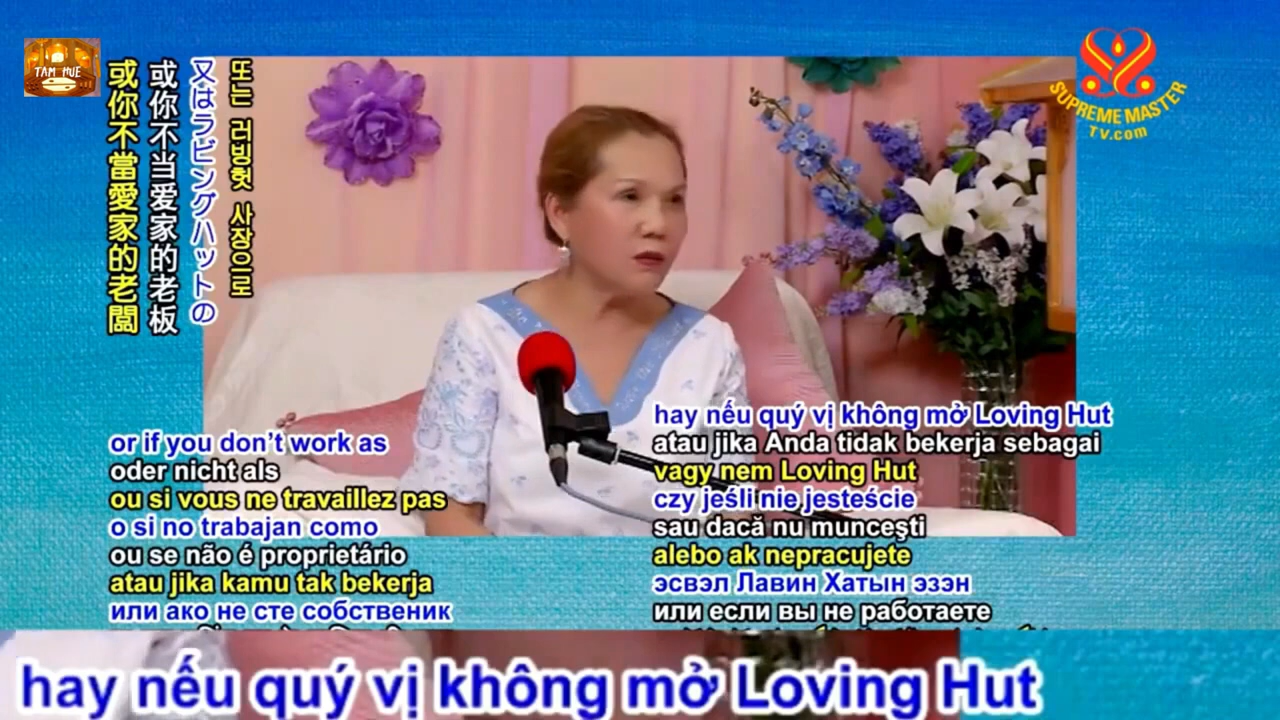 TAM HUE
或你不當愛家的老闆
或你不当爱家的老板
又はラビングハットの
또는 러빙헛 사장으로
SUPREME MASTER
TV.com
or if you don't work as
oder nicht als
ou si vous ne travaillez pas
o si no trabajan como
ou se não é proprietário
atau jika kamu tak bekerja
или ако не сте собственик
hay nếu quý vị không mở Loving Hut
atau jika Anda tidak bekerja sebagai
vagy nem Loving Hut
czy jeśli nie jesteście
sau dacă nu munceşti
alebo ak nepracujete
эсвэл Лавин Хатын эзэн
или если вы не работаете
hay nếu quý vị không mở Loving Hut